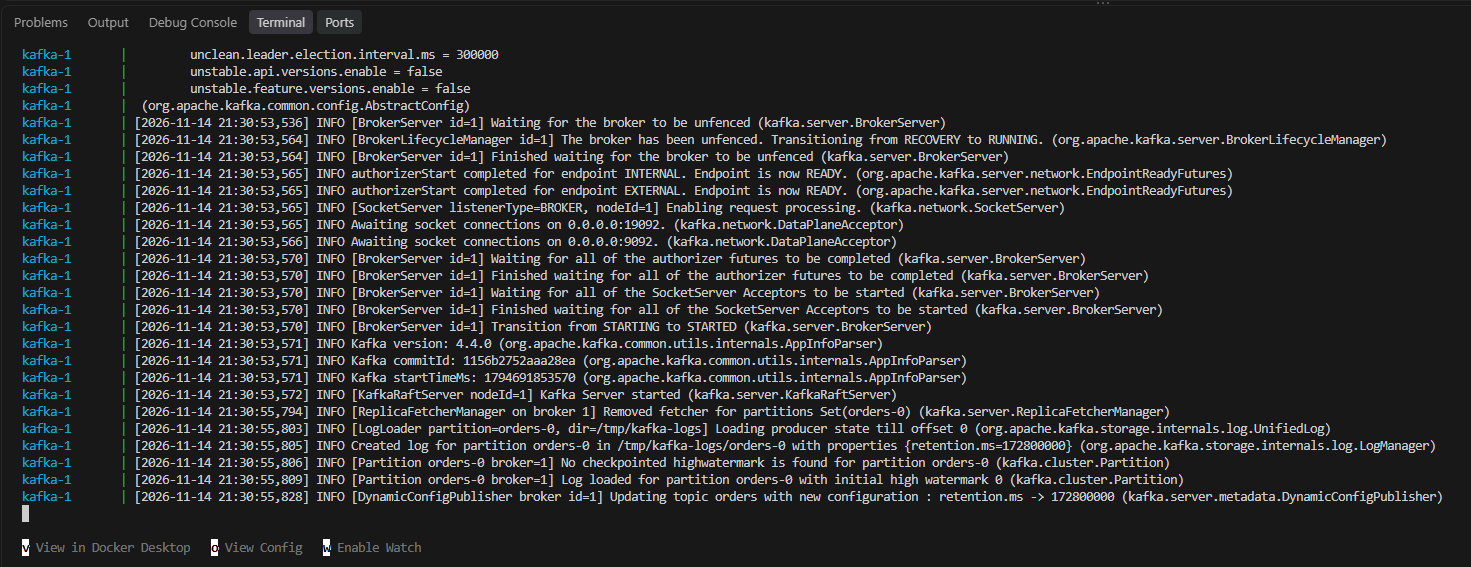 Problems Output Debug Console Terminal Ports
kafka-1 | unclean.leader.election.interval.ms = 300000
kafka-1 | unstable.api.versions.enable = false
kafka-1 | unstable.feature.versions.enable = false
kafka-1 | (org.apache.kafka.common.config.AbstractConfig)
kafka-1 | [2026-11-14 21:30:53,536] INFO [BrokerServer id=1] Waiting for the broker to be unfenced (kafka.server.BrokerServer)
kafka-1 | [2026-11-14 21:30:53,564] INFO [BrokerLifecycleManager id=1] The broker has been unfenced. Transitioning from RECOVERY to RUNNING. (org.apache.kafka.server.BrokerLifecycleManager)
kafka-1 | [2026-11-14 21:30:53,564] INFO [BrokerServer id=1] Finished waiting for the broker to be unfenced (kafka.server.BrokerServer)
kafka-1 | [2026-11-14 21:30:53,565] INFO authorizerStart completed for endpoint INTERNAL. Endpoint is now READY. (org.apache.kafka.server.network.EndpointReadyFutures)
kafka-1 | [2026-11-14 21:30:53,565] INFO authorizerStart completed for endpoint EXTERNAL. Endpoint is now READY. (org.apache.kafka.server.network.EndpointReadyFutures)
kafka-1 | [2026-11-14 21:30:53,565] INFO [SocketServer listenerType=BROKER, nodeId=1] Enabling request processing. (kafka.network.SocketServer)
kafka-1 | [2026-11-14 21:30:53,565] INFO Awaiting socket connections on 0.0.0.0:19092. (kafka.network.DataPlaneAcceptor)
kafka-1 | [2026-11-14 21:30:53,566] INFO Awaiting socket connections on 0.0.0.0:9092. (kafka.network.DataPlaneAcceptor)
kafka-1 | [2026-11-14 21:30:53,570] INFO [BrokerServer id=1] Waiting for all of the authorizer futures to be completed (kafka.server.BrokerServer)
kafka-1 | [2026-11-14 21:30:53,570] INFO [BrokerServer id=1] Finished waiting for all of the authorizer futures to be completed (kafka.server.BrokerServer)
kafka-1 | [2026-11-14 21:30:53,570] INFO [BrokerServer id=1] Waiting for all of the SocketServer Acceptors to be started (kafka.server.BrokerServer)
kafka-1 | [2026-11-14 21:30:53,570] INFO [BrokerServer id=1] Finished waiting for all of the SocketServer Acceptors to be started (kafka.server.BrokerServer)
kafka-1 | [2026-11-14 21:30:53,570] INFO [BrokerServer id=1] Transition from STARTING to STARTED (kafka.server.BrokerServer)
kafka-1 | [2026-11-14 21:30:53,571] INFO Kafka version: 4.4.0 (org.apache.kafka.common.utils.internals.AppInfoParser)
kafka-1 | [2026-11-14 21:30:53,571] INFO Kafka commitId: 1156b2752aaa28ea (org.apache.kafka.common.utils.internals.AppInfoParser)
kafka-1 | [2026-11-14 21:30:53,571] INFO Kafka startTimeMs: 1794691853570 (org.apache.kafka.common.utils.internals.AppInfoParser)
kafka-1 | [2026-11-14 21:30:53,572] INFO [KafkaRaftServer nodeId=1] Kafka Server started (kafka.server.KafkaRaftServer)
kafka-1 | [2026-11-14 21:30:55,794] INFO [ReplicaFetcherManager on broker 1] Removed fetcher for partitions Set(orders-0) (kafka.server.ReplicaFetcherManager)
kafka-1 | [2026-11-14 21:30:55,803] INFO [LogLoader partition=orders-0, dir=/tmp/kafka-logs] Loading producer state till offset 0 (org.apache.kafka.storage.internals.log.UnifiedLog)
kafka-1 | [2026-11-14 21:30:55,805] INFO Created log for partition orders-0 in /tmp/kafka-logs/orders-0 with properties {retention.ms=172800000} (org.apache.kafka.storage.internals.log.LogManager)
kafka-1 | [2026-11-14 21:30:55,806] INFO [Partition orders-0 broker=1] No checkpointed highwatermark is found for partition orders-0 (kafka.cluster.Partition)
kafka-1 | [2026-11-14 21:30:55,809] INFO [Partition orders-0 broker=1] Log loaded for partition orders-0 with initial high watermark 0 (kafka.cluster.Partition)
kafka-1 | [2026-11-14 21:30:55,828] INFO [DynamicConfigPublisher broker id=1] Updating topic orders with new configuration : retention.ms -> 172800000 (kafka.server.metadata.DynamicConfigPublisher)
v View in Docker Desktop o View Config w Enable Watch